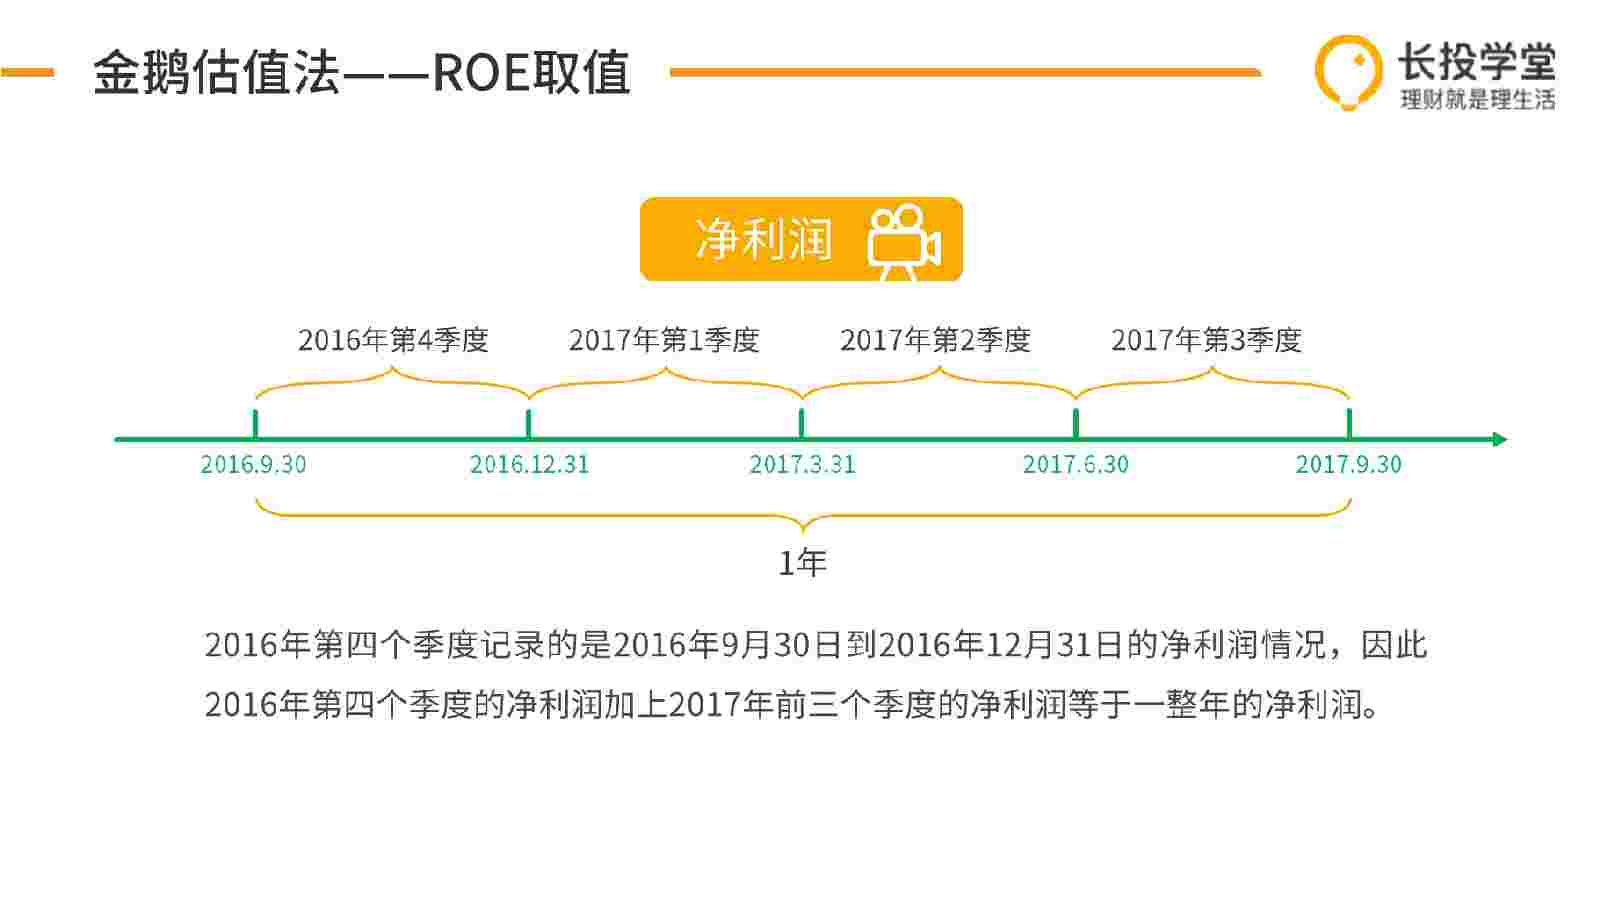 金鹅估值法——ROE取值
长投学堂
理财就是理生活
净利润
2016年第4季度
2017年第1季度
2017年第2季度
2017年第3季度
2016.9.30
2016.12.31
2017.3.31
2017.6.30
2017.9.30
1年
2016年第四个季度记录的是2016年9月30日到2016年12月31日的净利润情况，因此
2016年第四个季度的净利润加上2017年前三个季度的净利润等于一整年的净利润。